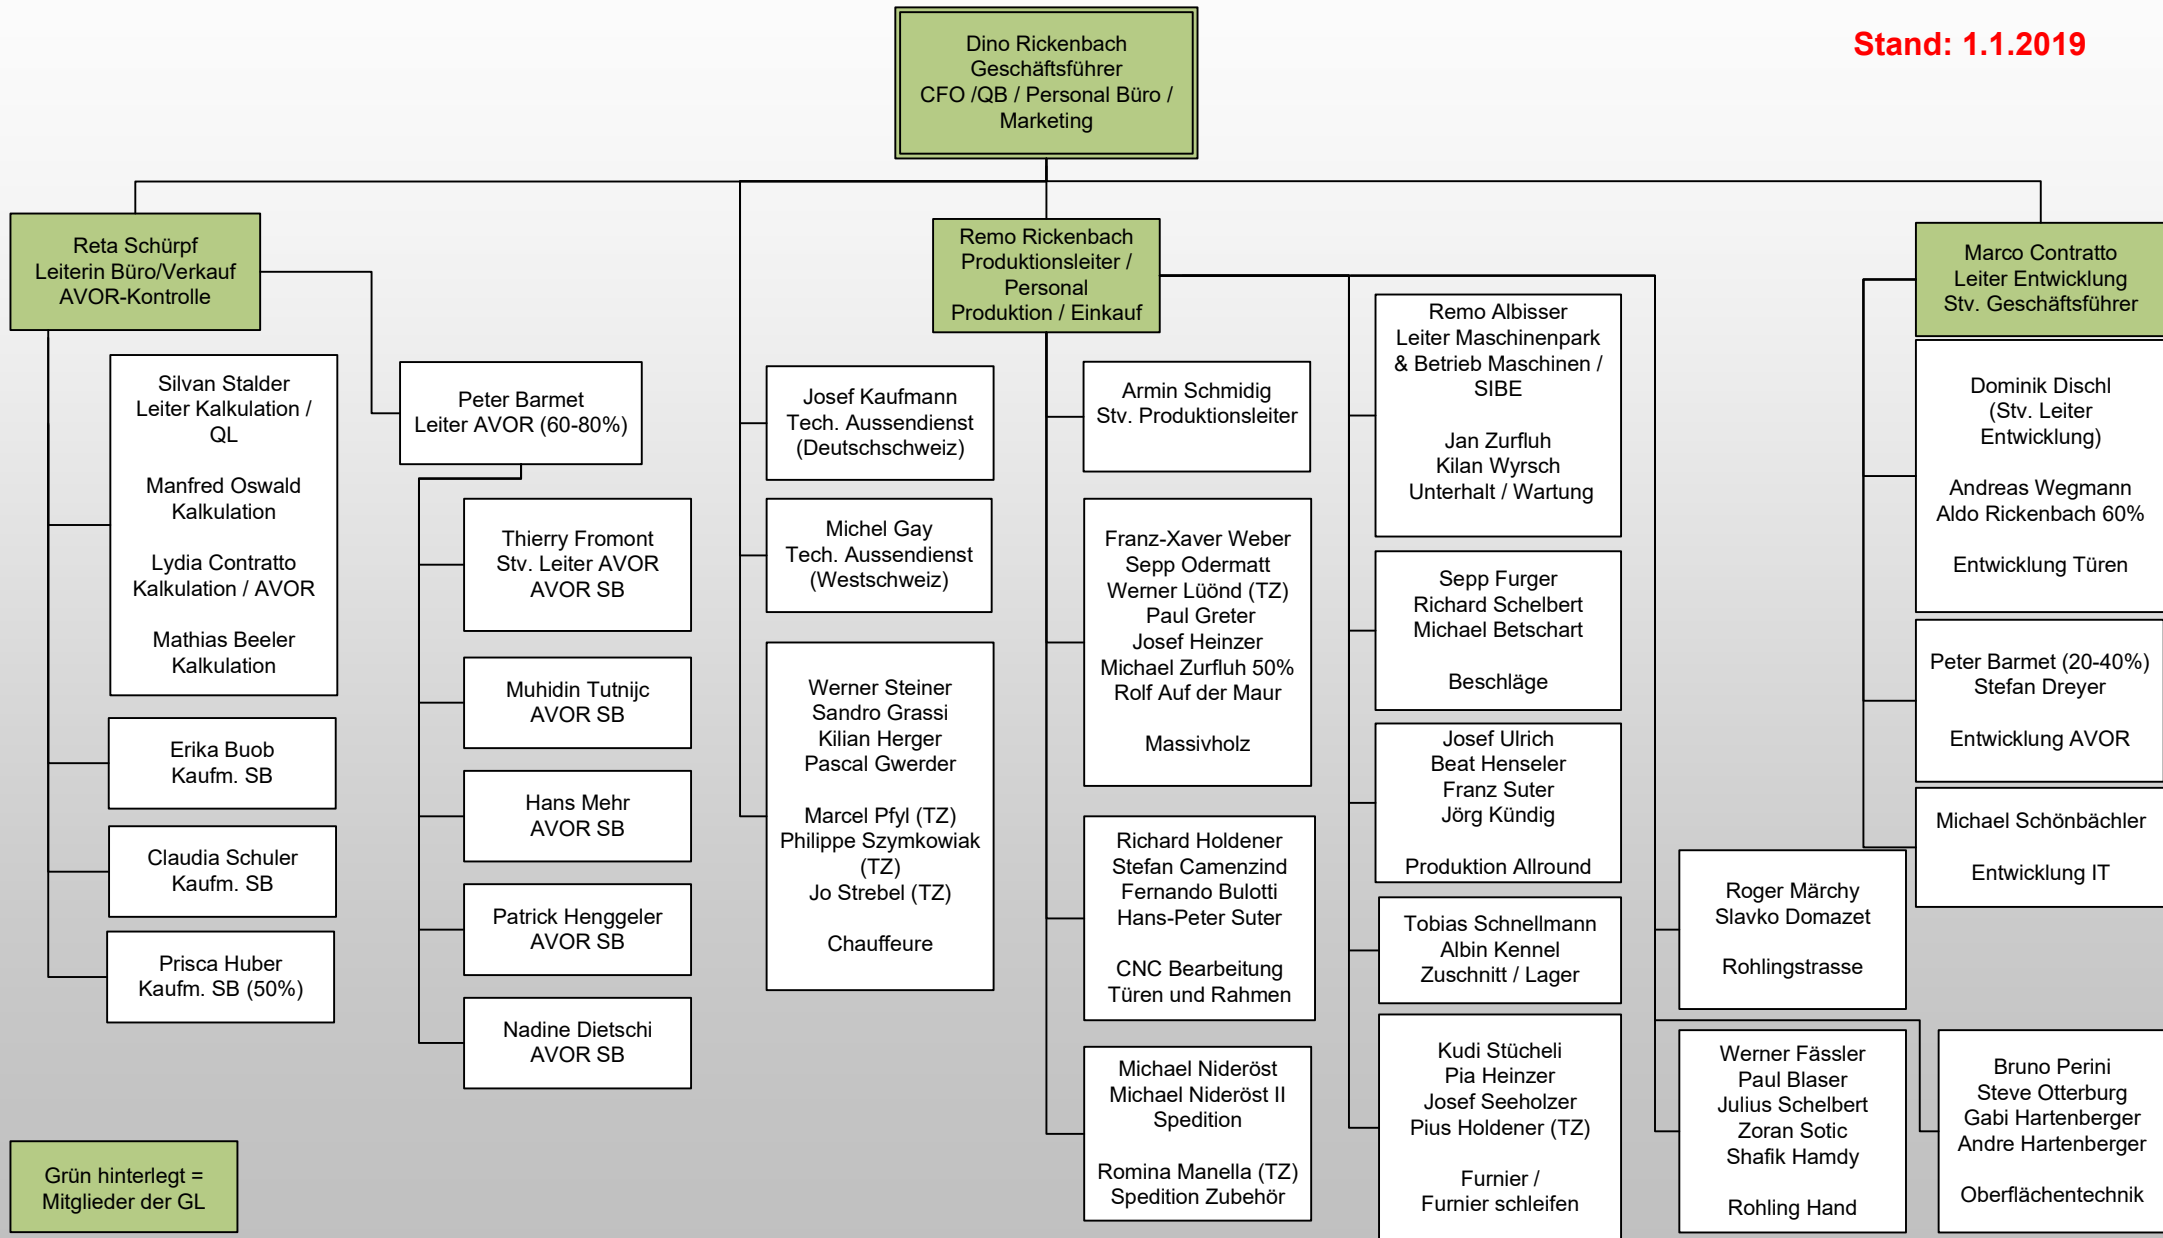 Stand: 1.1.2019
Dino Rickenbach
Geschäftsführer
CFO /QB / Personal Büro /
Marketing
Reta Schürpf
Leiterin Büro/Verkauf
AVOR-Kontrolle
Silvan Stalder
Leiter Kalkulation /
QL
Manfred Oswald
Kalkulation
Lydia Contratto
Kalkulation / AVOR
Mathias Beeler
Kalkulation
Erika Buob
Kaufm. SB
Claudia Schuler
Kaufm. SB
Prisca Huber
Kaufm. SB (50%)
Peter Barmet
Leiter AVOR (60-80%)
Thierry Fromont
Stv. Leiter AVOR
AVOR SB
Muhidin Tutnijc
AVOR SB
Hans Mehr
AVOR SB
Patrick Henggeler
AVOR SB
Nadine Dietschi
AVOR SB
Josef Kaufmann
Tech. Aussendienst
(Deutschschweiz)
Michel Gay
Tech. Aussendienst
(Westschweiz)
Werner Steiner
Sandro Grassi
Kilian Herger
Pascal Gwerder
Marcel Pfyl (TZ)
Philippe Szymkowiak
(TZ)
Jo Strebel (TZ)
Chauffeure
Remo Rickenbach
Produktionsleiter /
Personal
Produktion / Einkauf
Armin Schmidig
Stv. Produktionsleiter
Franz-Xaver Weber
Sepp Odermatt
Werner Lüönd (TZ)
Paul Greter
Josef Heinzer
Michael Zurfluh 50%
Rolf Auf der Maur
Massivholz
Richard Holdener
Stefan Camenzind
Fernando Bulotti
Hans-Peter Suter
CNC Bearbeitung
Türen und Rahmen
Michael Nideröst
Michael Nideröst II
Spedition
Romina Manella (TZ)
Spedition Zubehör
Remo Albisser
Leiter Maschinenpark
& Betrieb Maschinen /
SIBE
Jan Zurfluh
Kilan Wyrsch
Unterhalt / Wartung
Sepp Furger
Richard Schelbert
Michael Betschart
Beschläge
Josef Ulrich
Beat Henseler
Franz Suter
Jörg Kündig
Produktion Allround
Tobias Schnellmann
Albin Kennel
Zuschnitt / Lager
Kudi Stücheli
Pia Heinzer
Josef Seeholzer
Pius Holdener (TZ)
Furnier /
Furnier schleifen
Roger Märchy
Slavko Domazet
Rohlingstrasse
Werner Fässler
Paul Blaser
Julius Schelbert
Zoran Sotic
Shafik Hamdy
Rohling Hand
Bruno Perini
Steve Otterburg
Gabi Hartenberger
Andre Hartenberger
Oberflächentechnik
Marco Contratto
Leiter Entwicklung
Stv. Geschäftsführer
Dominik Dischl
(Stv. Leiter
Entwicklung)
Andreas Wegmann
Aldo Rickenbach 60%
Entwicklung Türen
Peter Barmet (20-40%)
Stefan Dreyer
Entwicklung AVOR
Michael Schönbächler
Entwicklung IT
Grün hinterlegt =
Mitglieder der GL